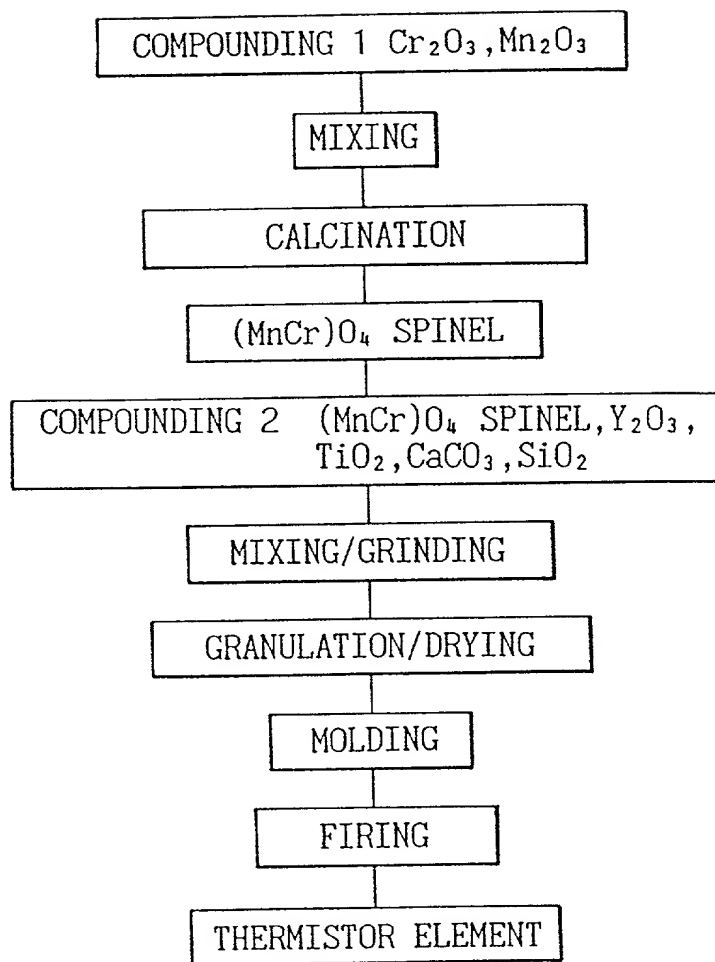 COMPOUNDING 1 Cr₂O₃,Mn₂O₃
MIXING
CALCINATION
(MnCr)O₄ SPINEL
COMPOUNDING 2 (MnCr)O₄ SPINEL,Y₂O₃,
TiO₂,CaCO₃,SiO₂
MIXING/GRINDING
GRANULATION/DRYING
MOLDING
FIRING
THERMISTOR ELEMENT